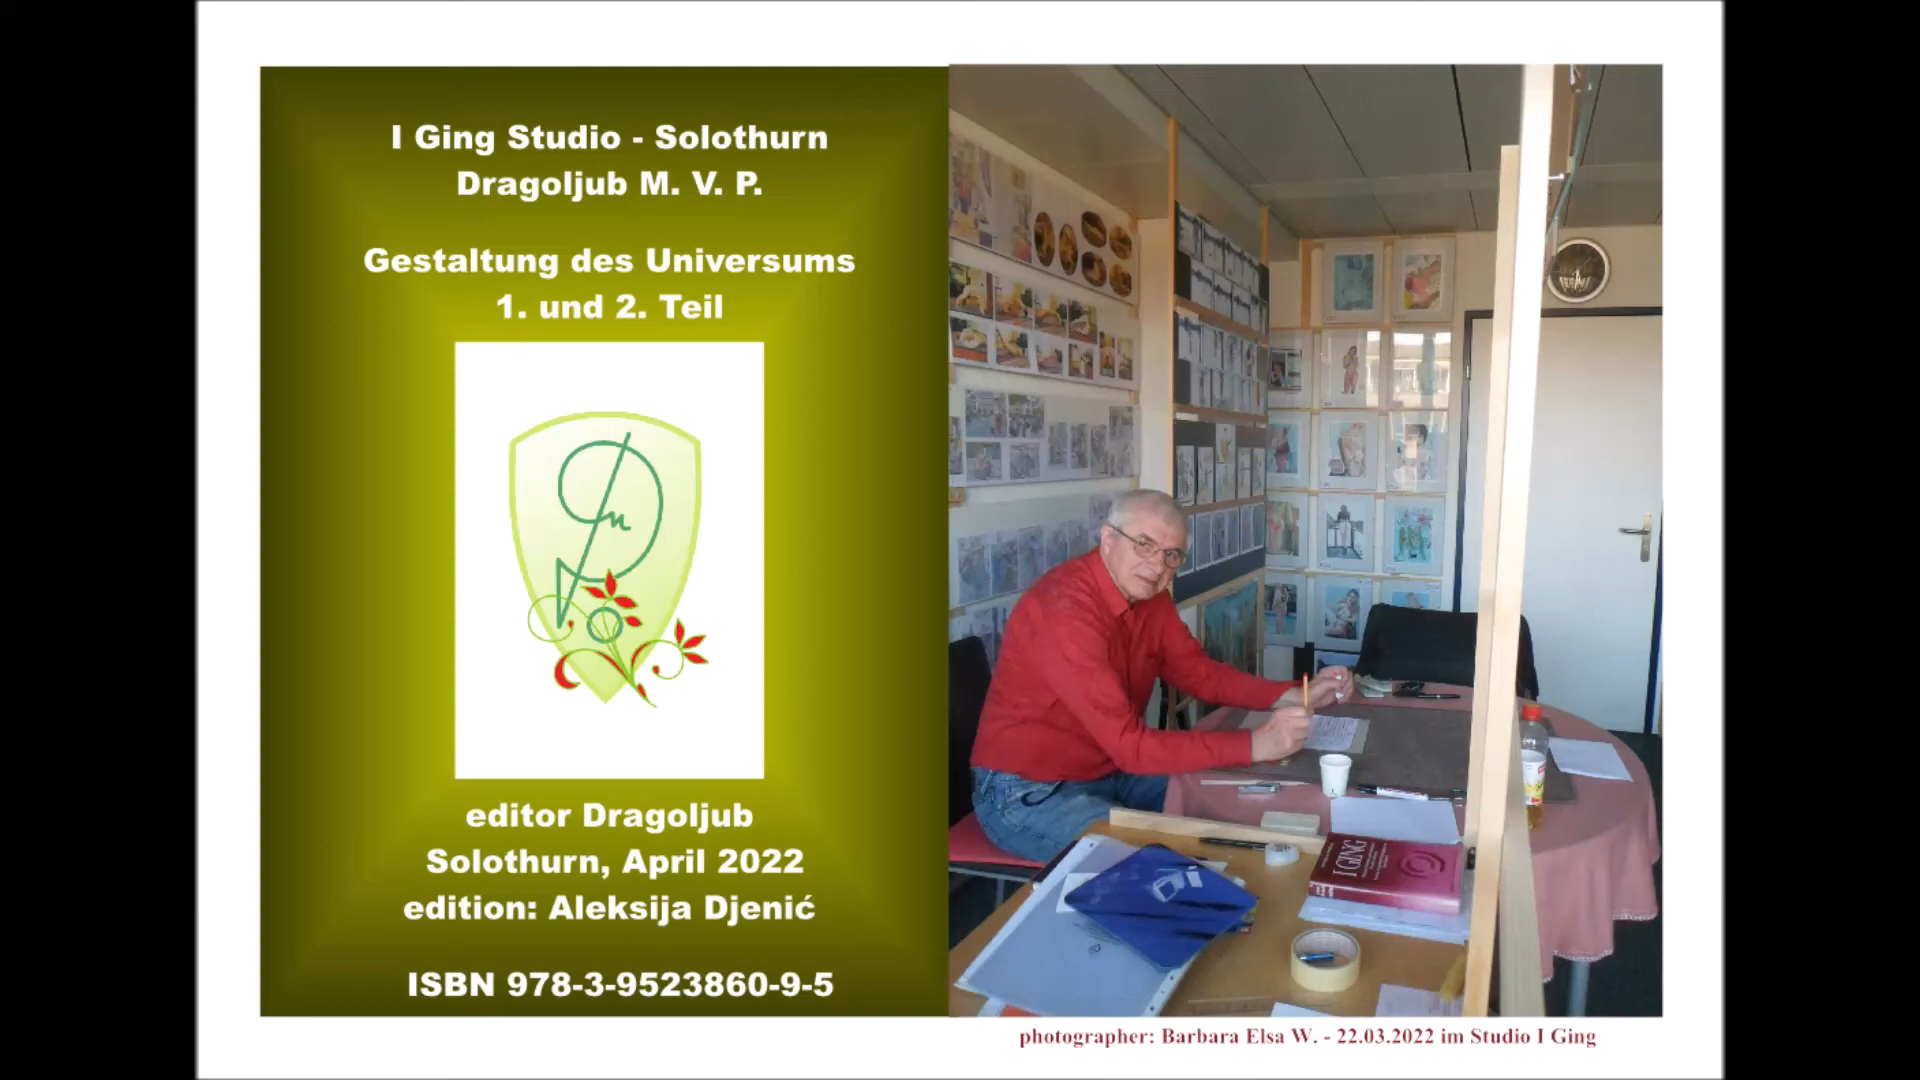 I Ging Studio - Solothurn
Dragoljub M. V. P.
Gestaltung des Universums
1. und 2. Teil
editor Dragoljub
Solothurn, April 2022
edition: Aleksija Djenić
ISBN 978-3-9523860-9-5
I GING
photographer: Barbara Elsa W. - 22.03.2022 im Studio I Ging